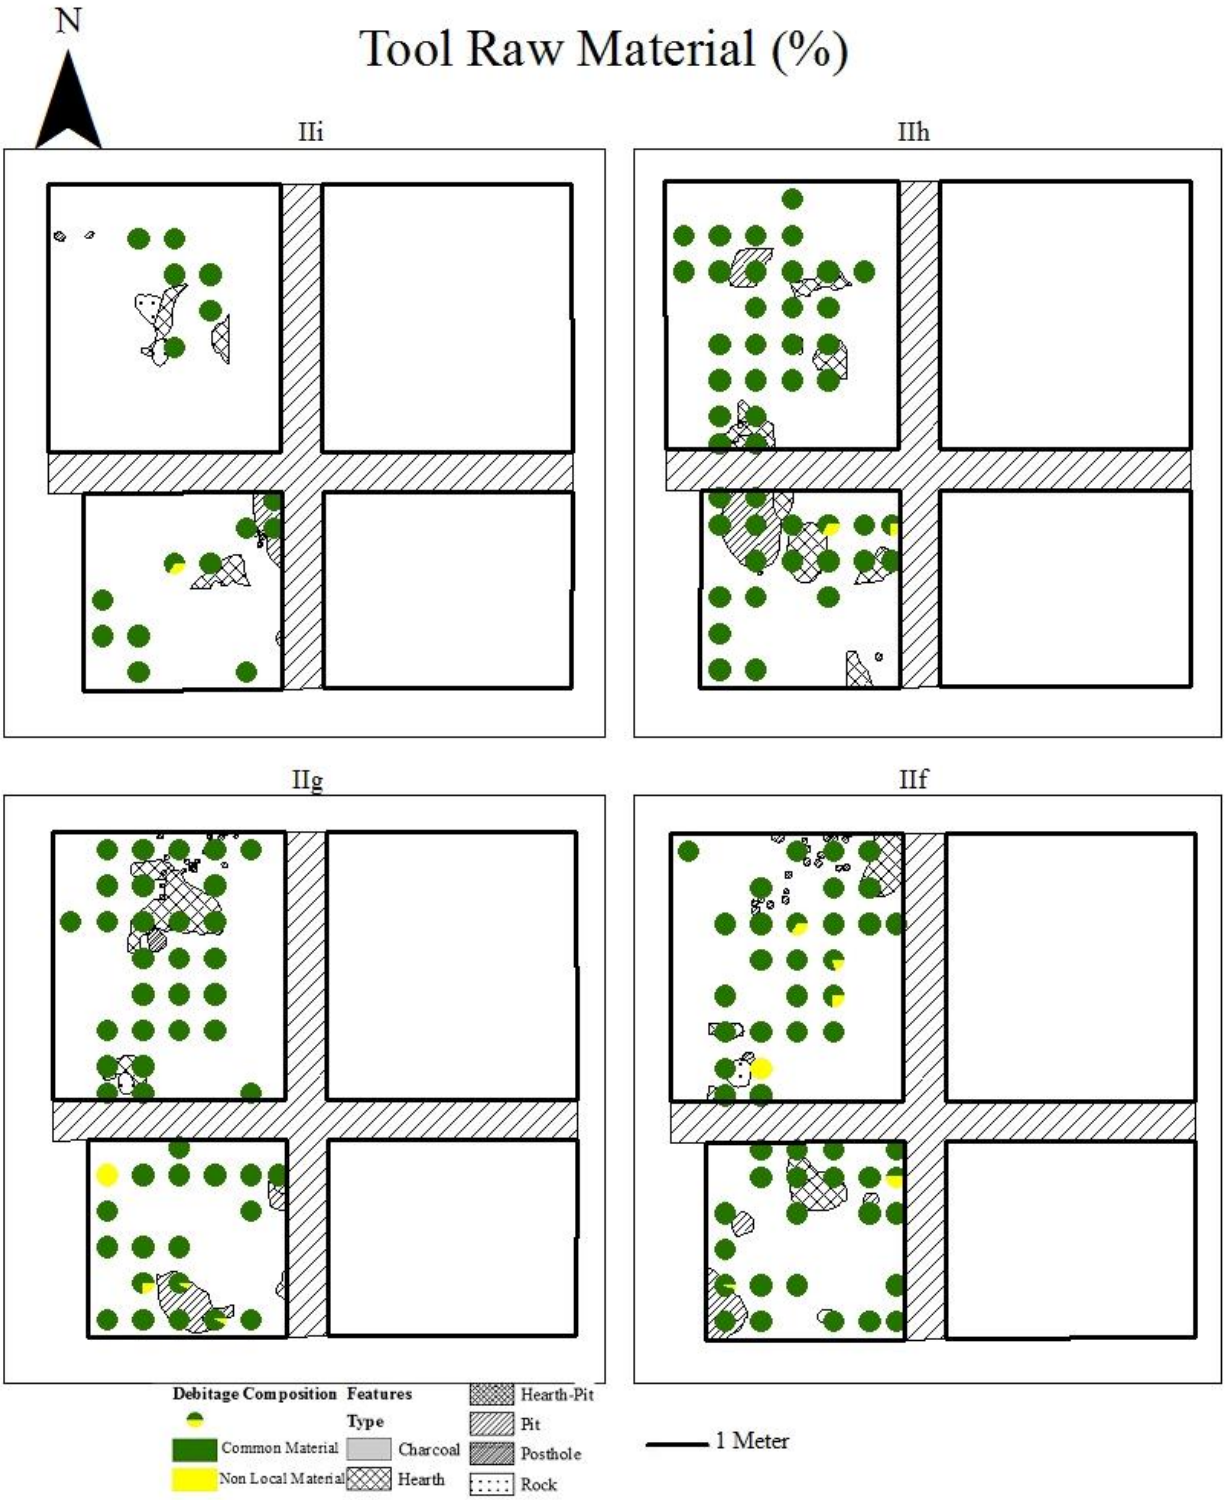 N
Tool Raw Material (%)
IIi
IIh
IIg
IIf
Debitage Composition
Common Material
Non Local Material
Features
Type
Charcoal
Hearth
Hearth-Pit
Pit
Posthole
Rock
1 Meter